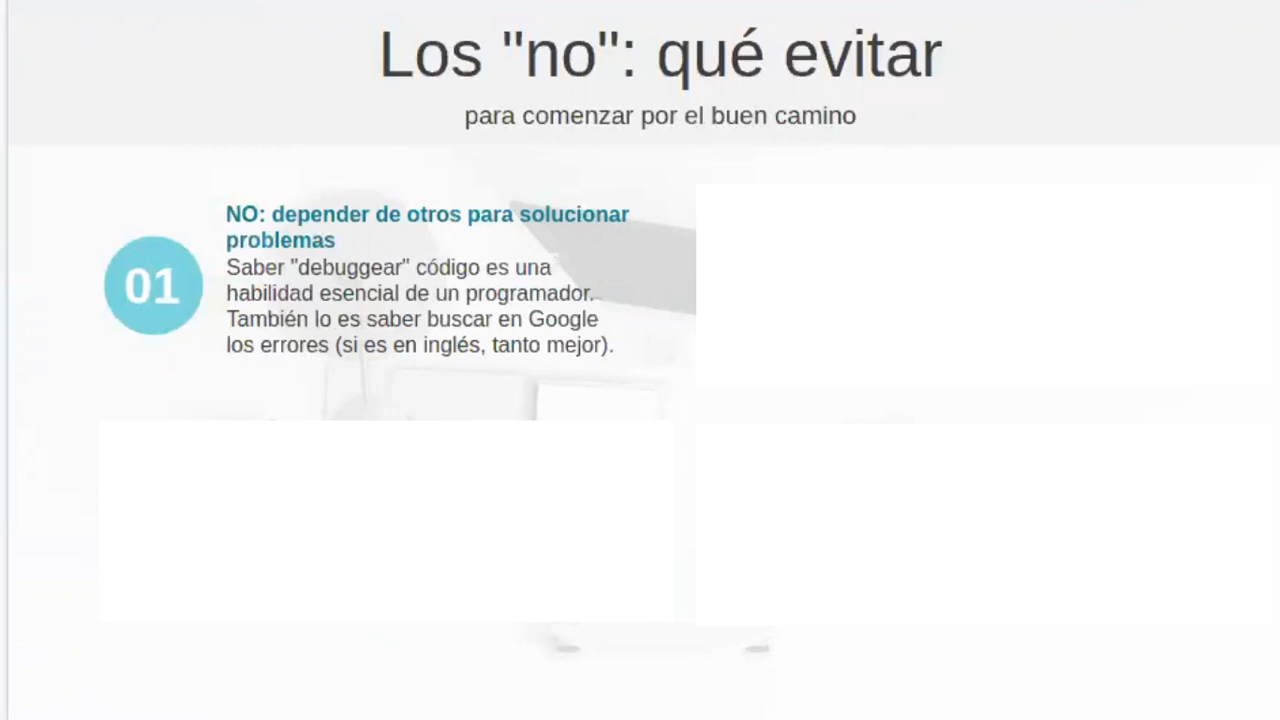 Los "no": qué evitar
para comenzar por el buen camino
01
NO: depender de otros para solucionar
problemas
Saber "debuggear" código es una
habilidad esencial de un programador.
También lo es saber buscar en Google
los errores (si es en inglés, tanto mejor).